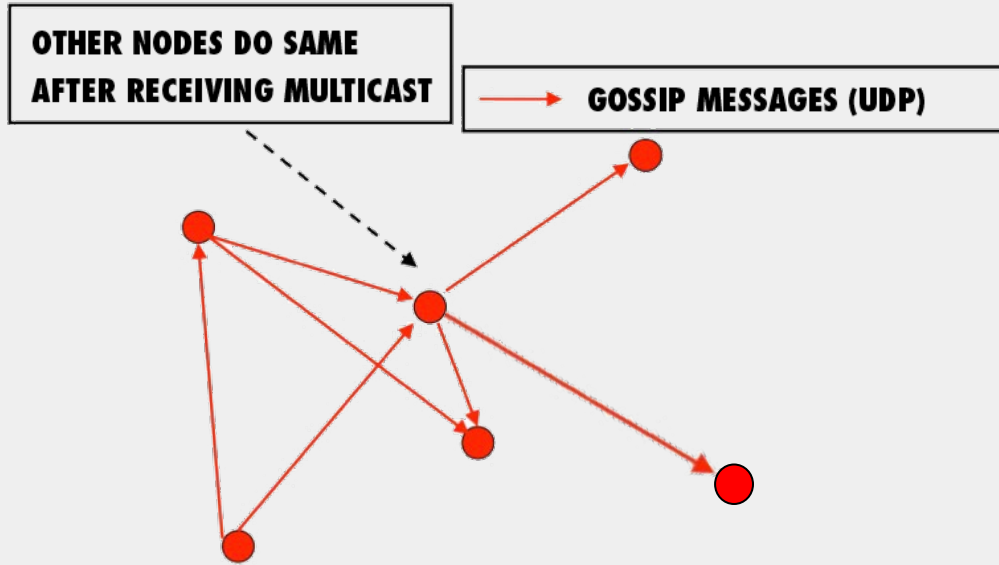 OTHER NODES DO SAME
AFTER RECEIVING MULTICAST
GOSSIP MESSAGES (UDP)